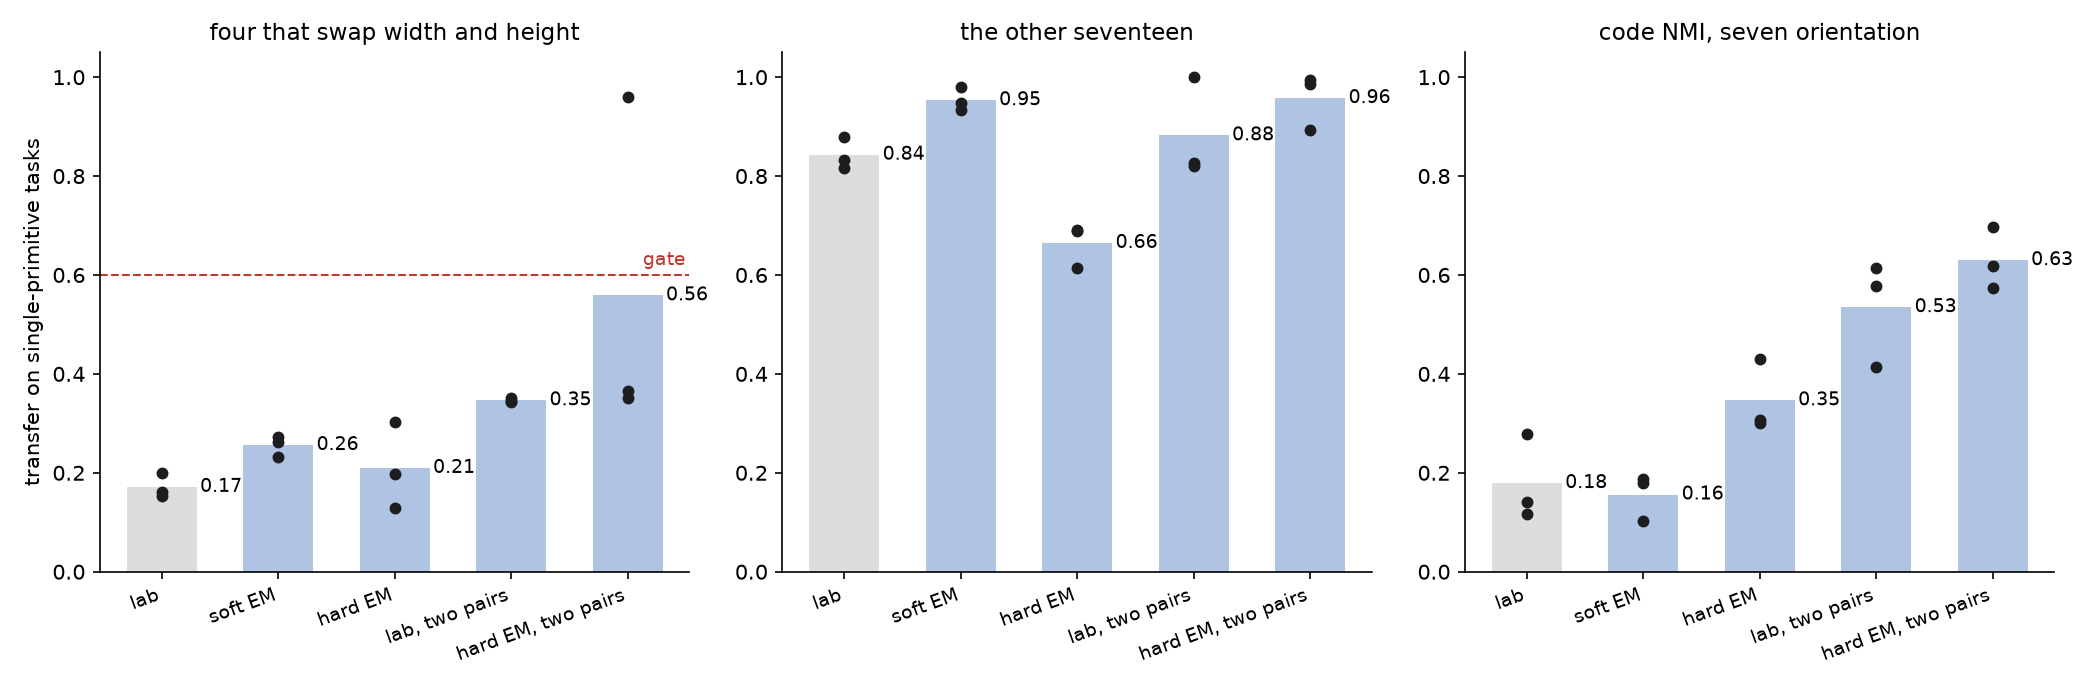 four that swap width and height
transfer on single-primitive tasks
1.0
0.8
0.6
0.4
0.2
0.0
gate
0.17
0.26
0.21
0.35
0.56
lab
soft EM
hard EM
lab, two pairs
hard EM, two pairs
the other seventeen
1.0
0.8
0.6
0.4
0.2
0.0
0.84
0.95
0.66
0.88
0.96
lab
soft EM
hard EM
lab, two pairs
hard EM, two pairs
code NMI, seven orientation
1.0
0.8
0.6
0.4
0.2
0.0
0.18
0.16
0.35
0.53
0.63
lab
soft EM
hard EM
lab, two pairs
hard EM, two pairs